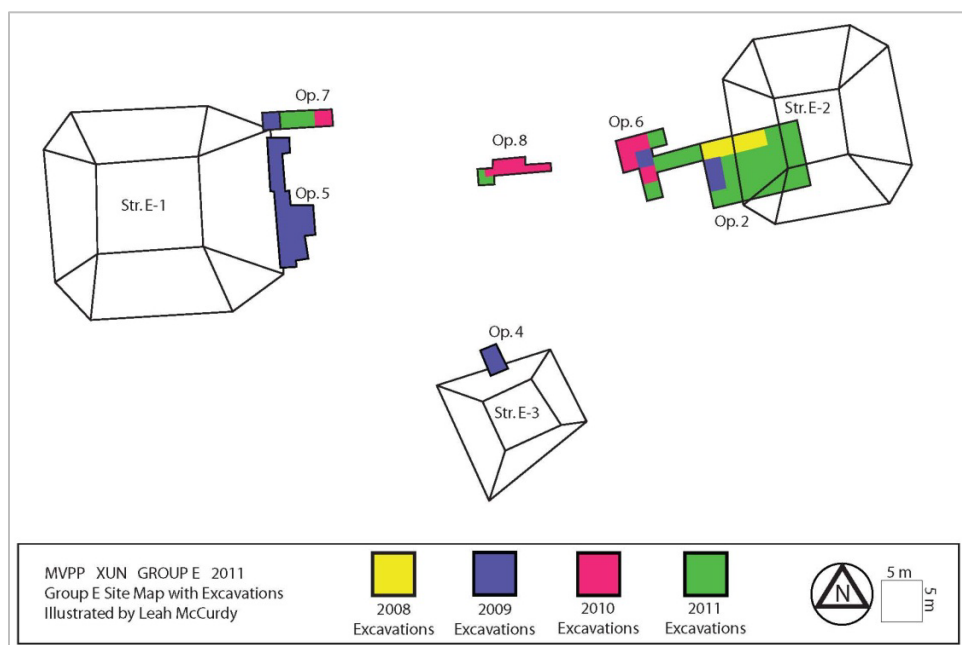 Op.7
Str.E-2
Op.6
Op.8
Str.E-1
Op.5
Op.2
Op.4
Str.E-3
MVPP XUN GROUP E 2011
Group E Site Map with Excavations
Illustrated by Leah McCurdy
2008
Excavations
2009
Excavations
2010
Excavations
2011
Excavations
N
5 m
5 m